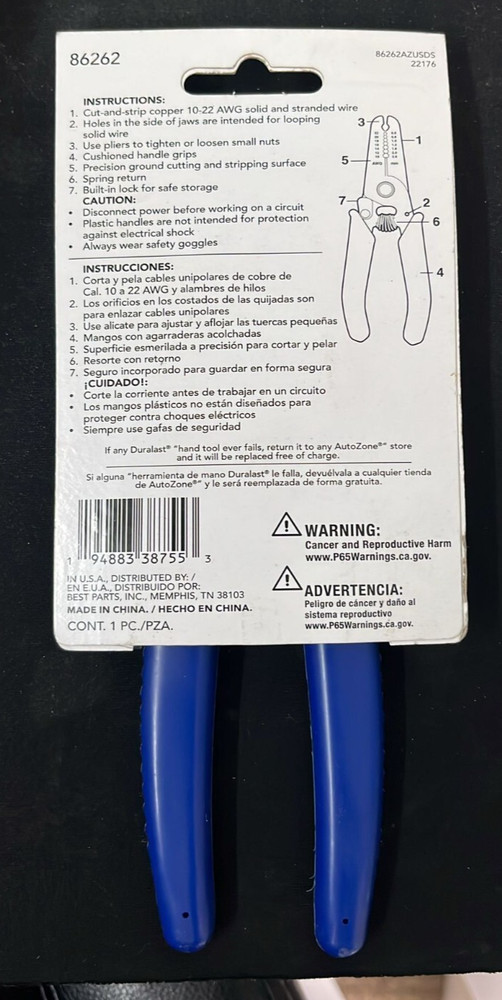 86262
86262AZUSDS
22176
INSTRUCTIONS:
1. Cut-and-strip copper 10-22 AWG solid and stranded wire
2. Holes in the side of jaws are intended for looping
solid wire
3. Use pliers to tighten or loosen small nuts
4. Cushioned handle grips
5. Precision ground cutting and stripping surface
6. Spring return
7. Built-in lock for safe storage
CAUTION:
• Disconnect power before working on a circuit
• Plastic handles are not intended for protection
against electrical shock
• Always wear safety goggles
3
1
5
7
2
6
4
INSTRUCCIONES:
1. Corta y pela cables unipolares de cobre de
Cal. 10 a 22 AWG y alambres de hilos
2. Los orificios en los costados de las quijadas son
para enlazar cables unipolares
3. Use alicate para ajustar y aflojar las tuercas pequeñas
4. Mangos con agarraderas acolchadas
5. Superficie esmerilada a precisión para cortar y pelar
6. Resorte con retorno
7. Seguro incorporado para guardar en forma segura
¡CUIDADO!:
• Corte la corriente antes de trabajar en un circuito
• Los mangos plásticos no están diseñados para
proteger contra choques eléctricos
• Siempre use gafas de seguridad
If any Duralast® "hand tool ever fails, return it to any AutoZone®" store
and it will be replaced free of charge.
Si alguna "herramienta de mano Duralast® le falla, devuélvala a cualquier tienda
de AutoZone®" y le será reemplazada de forma gratuita.
1 94883 38755 3
IN U.S.A., DISTRIBUTED BY: /
EN E.U.A., DISTRIBUIDO POR:
BEST PARTS, INC., MEMPHIS, TN 38103
MADE IN CHINA. / HECHO EN CHINA.
CONT. 1 PC./PZA.
WARNING:
Cancer and Reproductive Harm
www.P65Warnings.ca.gov.
ADVERTENCIA:
Peligro de cáncer y daño al
sistema reproductivo
www.P65Warnings.ca.gov.